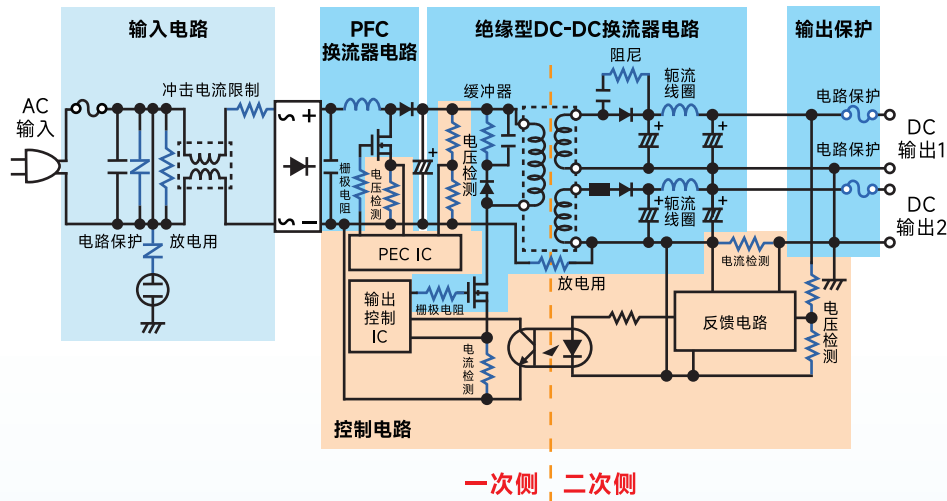 输入电路
PFC
换流器电路
绝缘型DC-DC换流器电路
输出保护
阻尼
轭流
线圈
冲击电流限制
缓冲器
电路保护
AC
输入
DC
输出1
电路保护
栅
极
电
阻
电
压
检
测
电
压
检
测
轭流
线圈
DC
输出2
电路保护
放电用
PEC IC
电流检测
放电用
输出
控制
IC
栅极电阻
反馈电路
电
压
检
测
电
流
检
测
控制电路
一次侧
二次侧
+
−
+
+
+
+
+